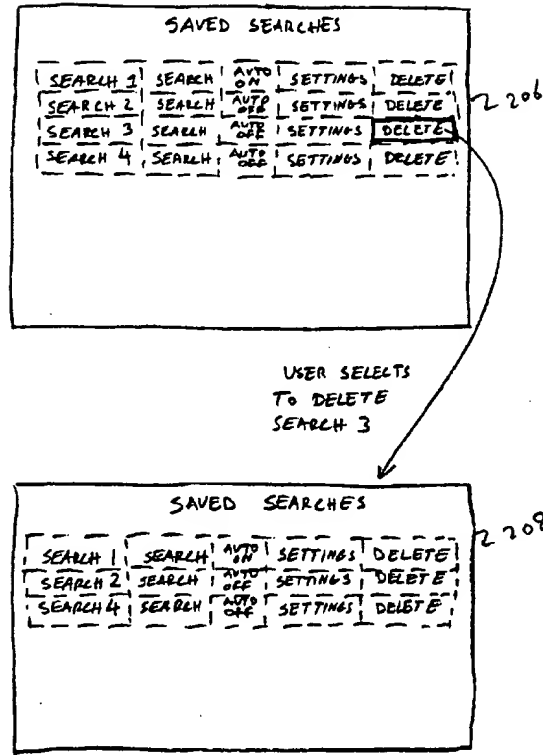 SAVED SEARCHES
SEARCH 1 SEARCH AUTO ON SETTINGS DELETE
SEARCH 2 SEARCH AUTO OFF SETTINGS DELETE
206
SEARCH 3 SEARCH AUTO OFF SETTINGS DELETE
SEARCH 4 SEARCH AUTO OFF SETTINGS DELETE
USER SELECTS
TO DELETE
SEARCH 3
SAVED SEARCHES
208
SEARCH 1 SEARCH AUTO ON SETTINGS DELETE
SEARCH 2 SEARCH AUTO OFF SETTINGS DELETE
SEARCH 4 SEARCH AUTO OFF SETTINGS DELETE